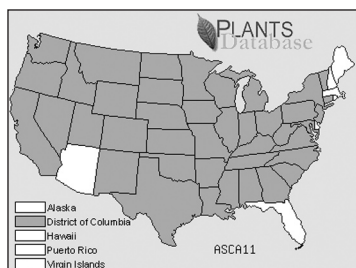 PLANTS
Database
Alaska
District of Columbia
Hawaii
Puerto Rico
Virgin Islands
ASCA11